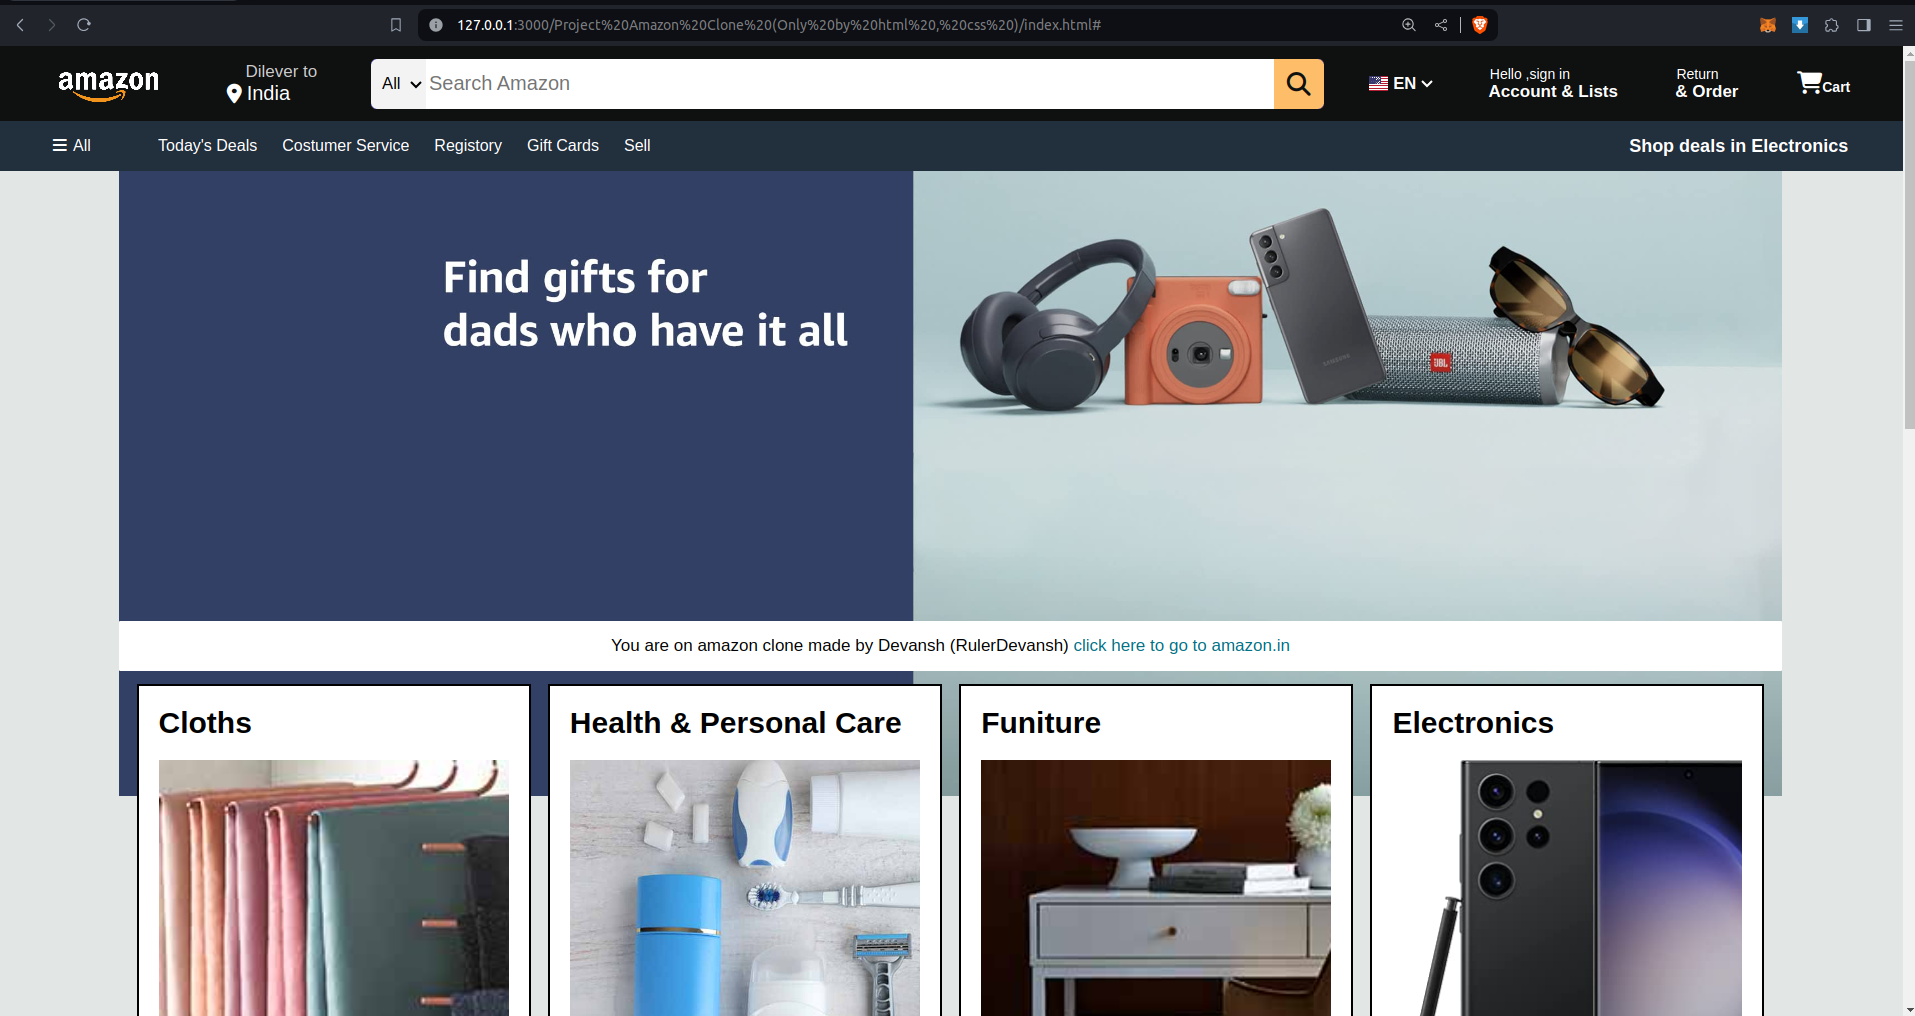 127.0.0.1:3000/Project%20Amazon%20Clone%20(Only%20by%20html%20,%20css%20)/index.html#
amazon
Dilever to
India
All
Search Amazon
EN
Hello ,sign in
Account & Lists
Return
& Order
Cart
All
Today's Deals
Costumer Service
Registory
Gift Cards
Sell
Shop deals in Electronics
Find gifts for
dads who have it all
SAMSUNG
JBL
You are on amazon clone made by Devansh (RulerDevansh) click here to go to amazon.in
Cloths
Health & Personal Care
Funiture
Electronics